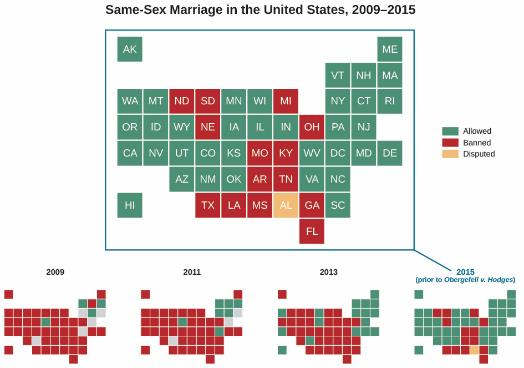 Same-Sex Marriage in the United States, 2009–2015
AK ME
VT NH MA
WA MT ND SD MN WI MI NY CT RI
OR ID WY NE IA IL IN OH PA NJ
CA NV UT CO KS MO KY WV DC MD DE
AZ NM OK AR TN VA NC
HI TX LA MS AL GA SC
FL
Allowed
Banned
Disputed
2009 2011 2013 2015
(prior to Obergefell v. Hodges)